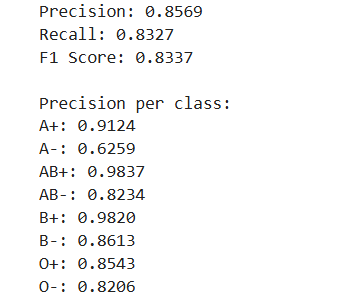 Precision: 0.8569
Recall: 0.8327
F1 Score: 0.8337
Precision per class:
A+: 0.9124
A-: 0.6259
AB+: 0.9837
AB-: 0.8234
B+: 0.9820
B-: 0.8613
O+: 0.8543
O-: 0.8206